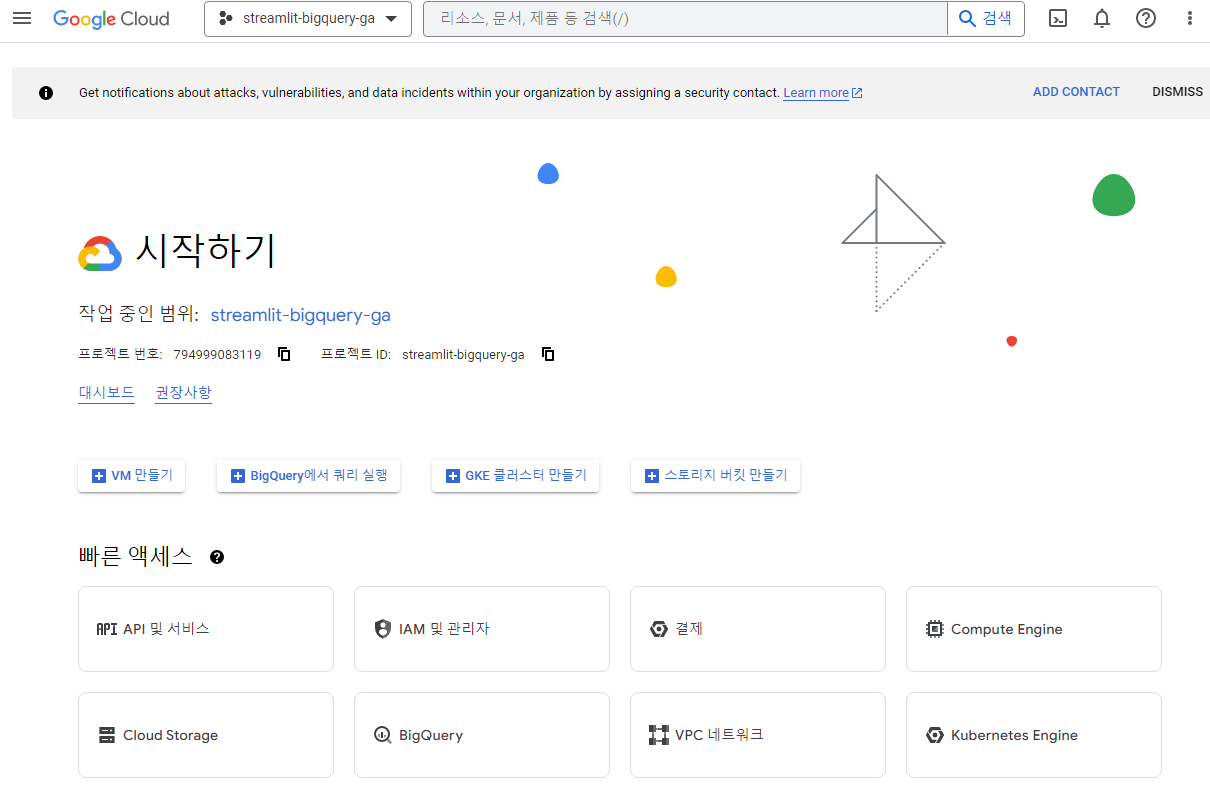 Google Cloud streamlit-bigquery-ga 리소스, 문서, 제품 등 검색(/) 검색
Get notifications about attacks, vulnerabilities, and data incidents within your organization by assigning a security contact. Learn more ADD CONTACT DISMISS
시작하기
작업 중인 범위: streamlit-bigquery-ga
프로젝트 번호: 794999083119 프로젝트 ID: streamlit-bigquery-ga
대시보드 권장사항
VM 만들기 BigQuery에서 쿼리 실행 GKE 클러스터 만들기 스토리지 버킷 만들기
빠른 액세스
API API 및 서비스 IAM 및 관리자 결제 Compute Engine
Cloud Storage BigQuery VPC 네트워크 Kubernetes Engine